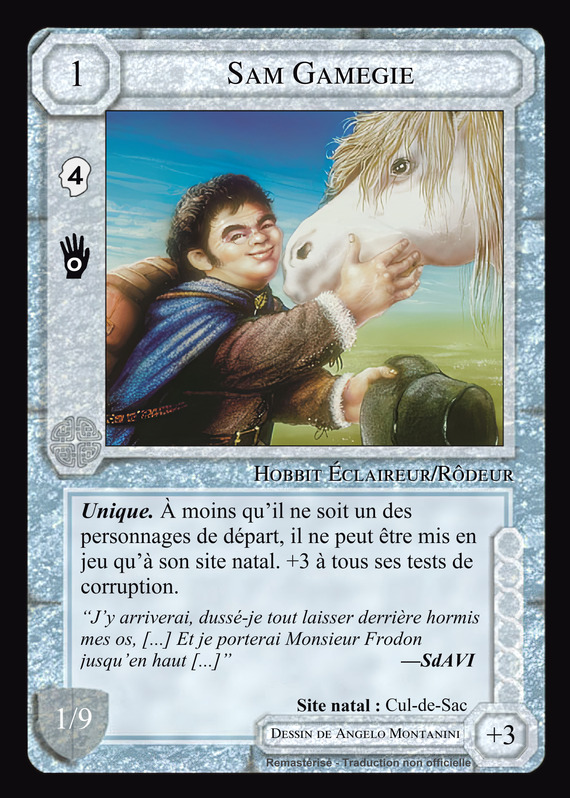 1
SAM GAMEGIE
4
HOBBIT ÉCLAIREUR/RÔDEUR
Unique. À moins qu'il ne soit un des
personnages de départ, il ne peut être mis en
jeu qu'à son site natal. +3 à tous ses tests de
corruption.
“J'y arriverai, dussé-je tout laisser derrière hormis
mes os, [...] Et je porterai Monsieur Frodon
jusqu'en haut [...]” —SdAVI
Site natal : Cul-de-Sac
1/9
DESSIN DE ANGELO MONTANINI
+3
Remastérisé - Traduction non officielle